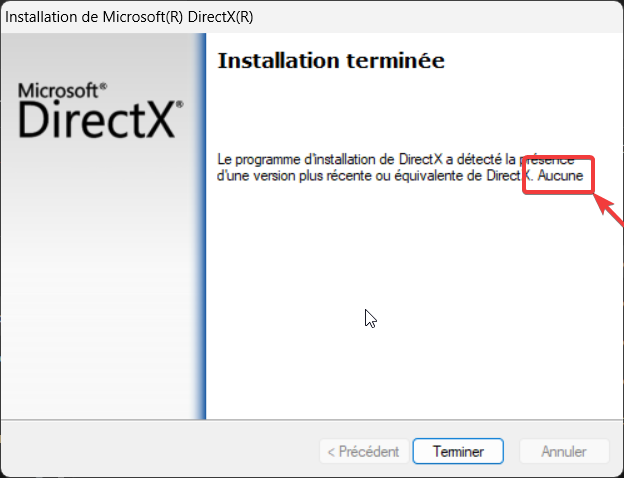 Installation de Microsoft(R) DirectX(R)
Microsoft®
DirectX®
Installation terminée
Le programme d'installation de DirectX a détecté la présence
d'une version plus récente ou équivalente de DirectX. Aucune
< Précédent
Terminer
Annuler